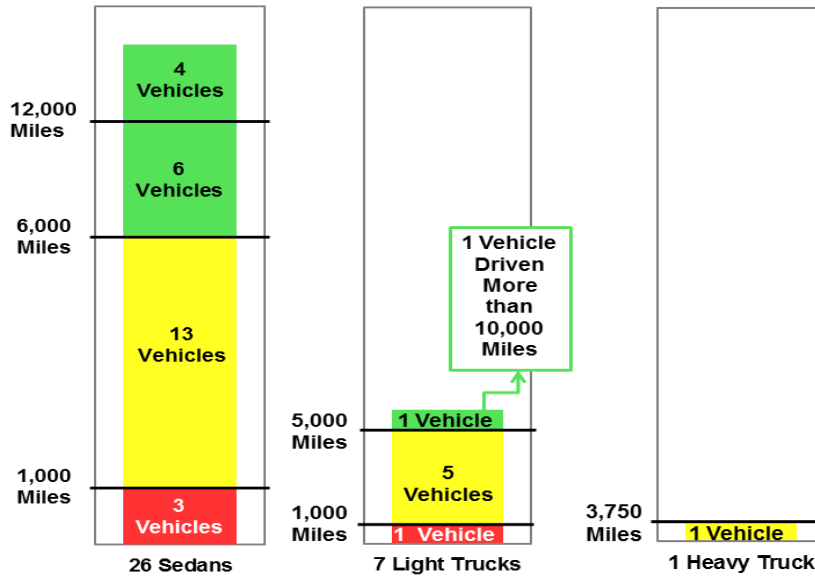 4
Vehicles
12,000
Miles
6
Vehicles
6,000
Miles
13
Vehicles
1,000
Miles
3
Vehicles
26 Sedans
1 Vehicle
Driven
More
than
10,000
Miles
1 Vehicle
5,000
Miles
5
Vehicles
1,000
Miles
1 Vehicle
7 Light Trucks
3,750
Miles
1 Vehicle
1 Heavy Truck